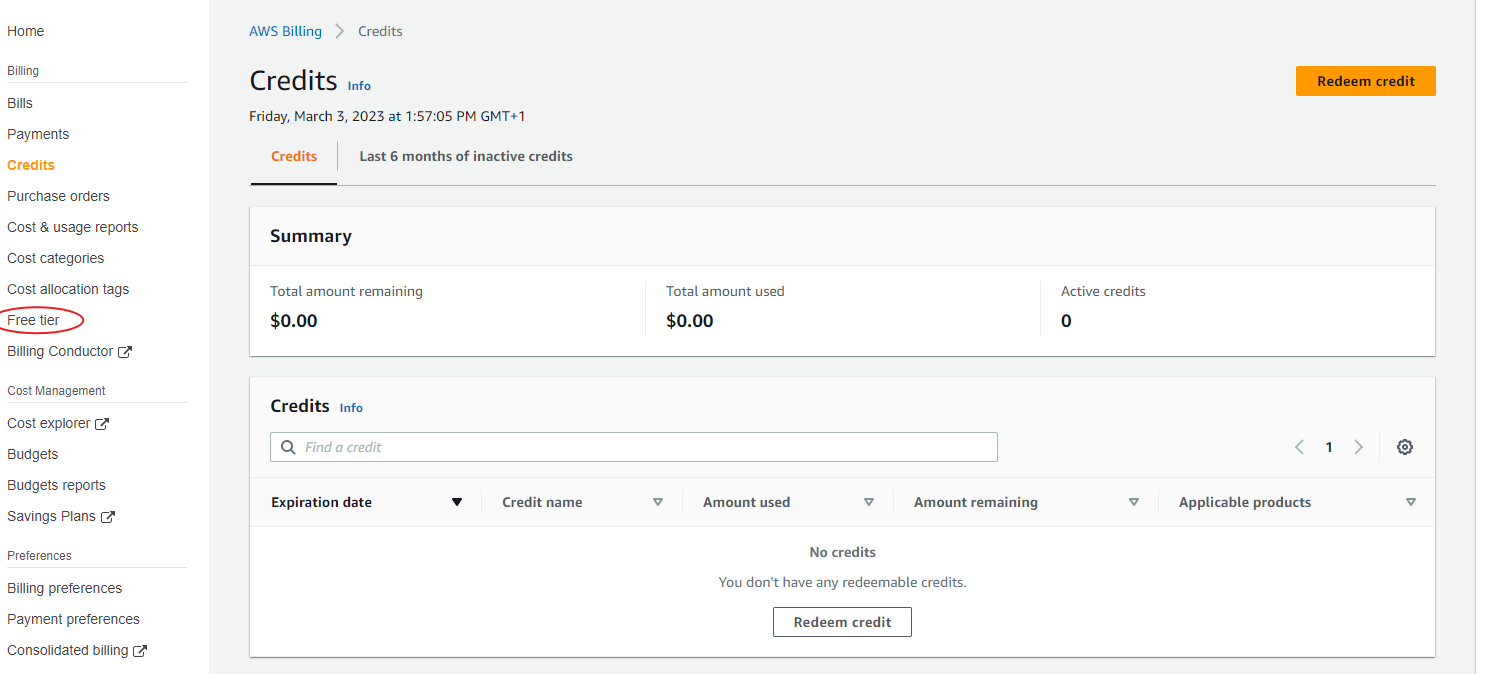 Home
Billing
Bills
Payments
Credits
Purchase orders
Cost & usage reports
Cost categories
Cost allocation tags
Free tier
Billing Conductor
Cost Management
Cost explorer
Budgets
Budgets reports
Savings Plans
Preferences
Billing preferences
Payment preferences
Consolidated billing
AWS Billing Credits
Credits Info
Redeem credit
Friday, March 3, 2023 at 1:57:05 PM GMT+1
Credits Last 6 months of inactive credits
Summary
Total amount remaining
$0.00
Total amount used
$0.00
Active credits
0
Credits Info
Find a credit
1
Expiration date Credit name Amount used Amount remaining Applicable products
No credits
You don't have any redeemable credits.
Redeem credit